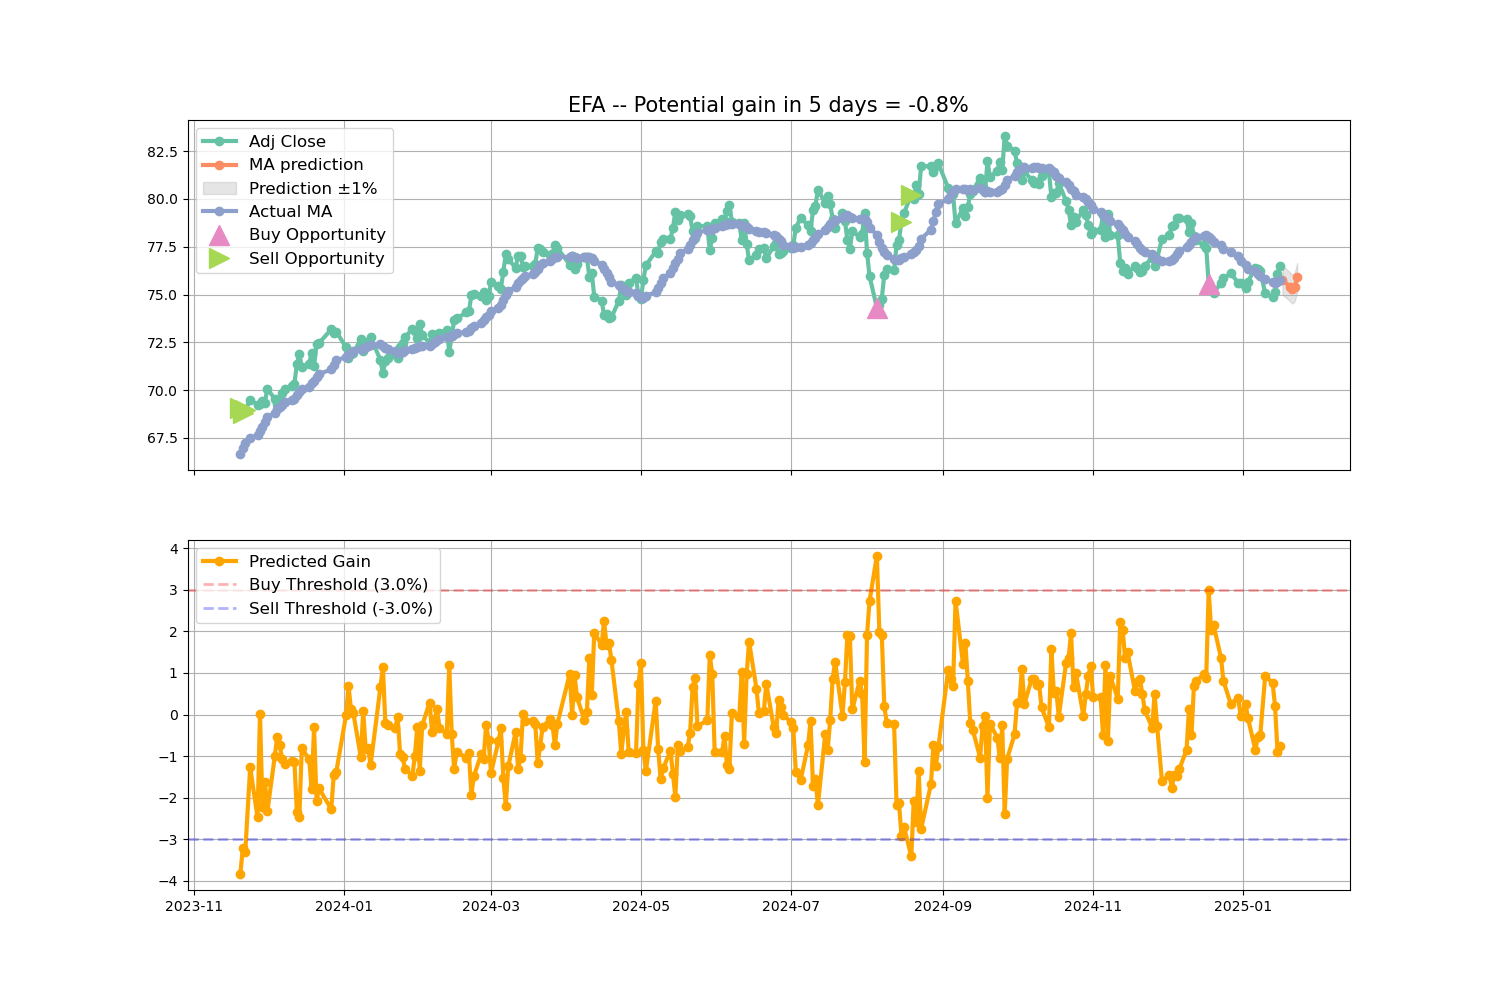 EFA -- Potential gain in 5 days = -0.8%
Adj Close
MA prediction
Prediction ±1%
Actual MA
Buy Opportunity
Sell Opportunity
82.5
80.0
77.5
75.0
72.5
70.0
67.5
Predicted Gain
Buy Threshold (3.0%)
Sell Threshold (-3.0%)
4
3
2
1
0
−1
−2
−3
−4
2023-11 2024-01 2024-03 2024-05 2024-07 2024-09 2024-11 2025-01